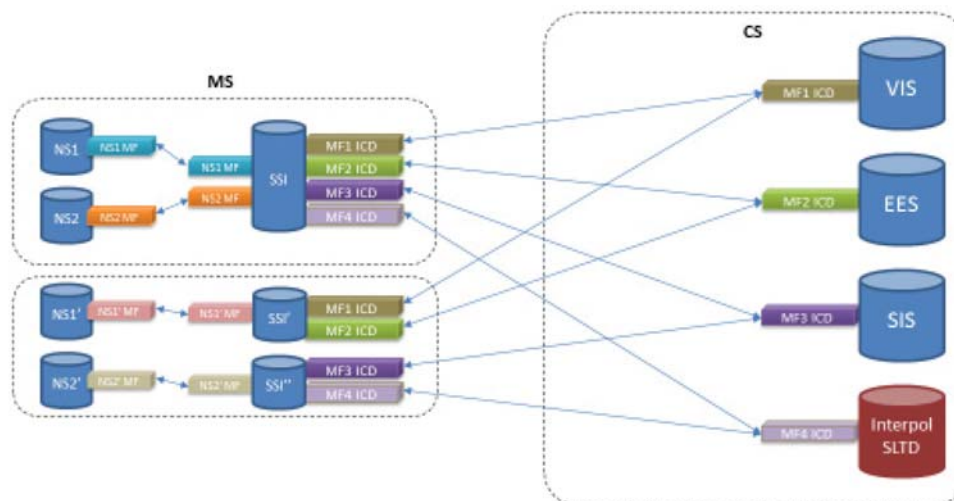 MS
NS1
NS1 MF
NS1 MF
NS2
NS2 MF
NS2 MF
SSI
MF1 ICD
MF2 ICD
MF3 ICD
MF4 ICD
NS1'
NS1' MF
NS1' MF
SSI'
MF1 ICD
MF2 ICD
NS2'
NS2' MF
NS2' MF
SSI''
MF3 ICD
MF4 ICD
CS
MF1 ICD
VIS
MF2 ICD
EES
MF3 ICD
SIS
MF4 ICD
Interpol
SLTD